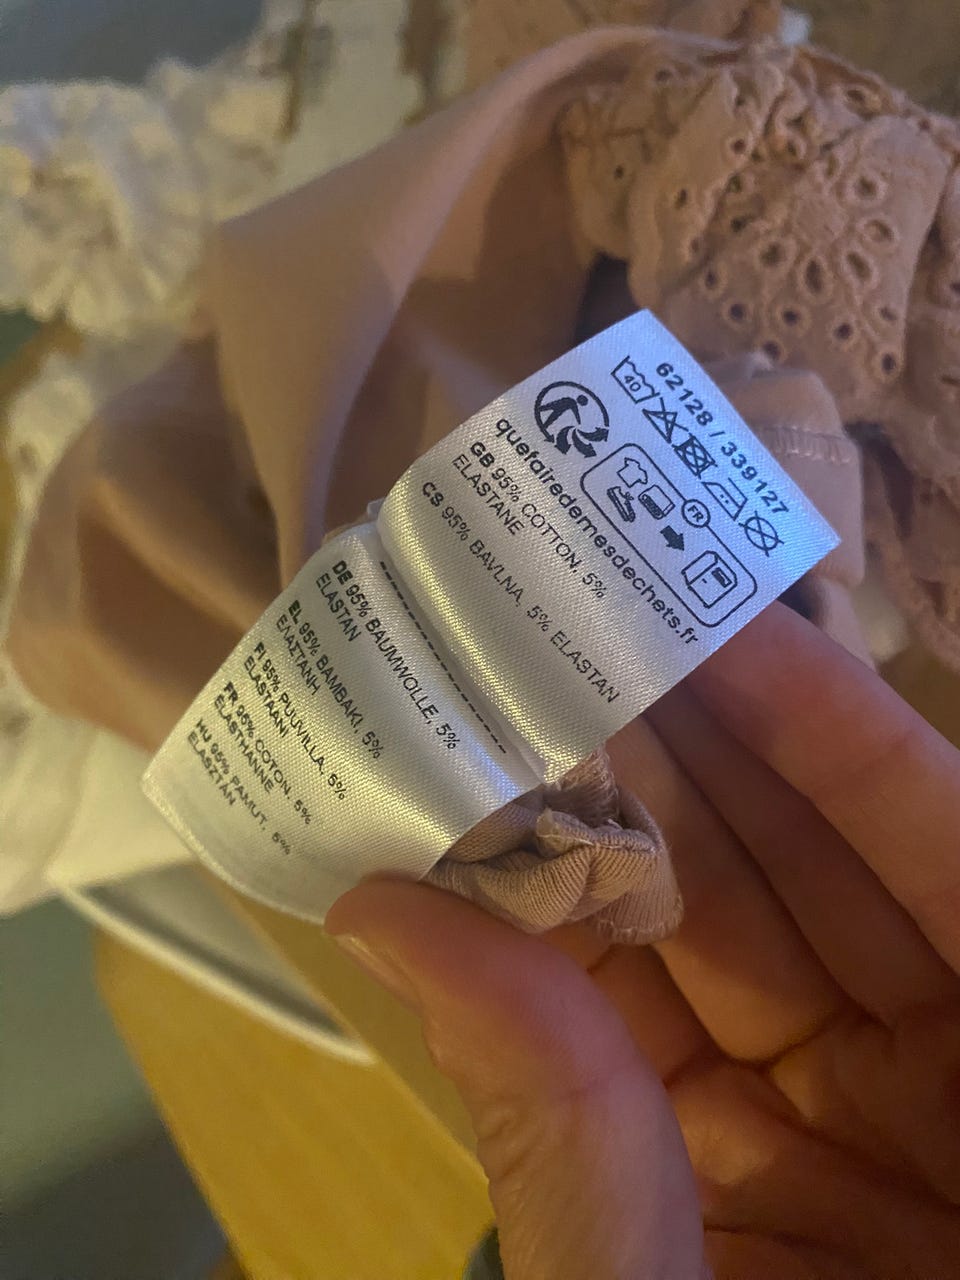 62128 / 339127
40
quefairedemesdechets.fr
FR
GB 95% COTTON, 5%
ELASTANE
CS 95% BAVLNA, 5% ELASTAN
DE 95% BAUMWOLLE, 5%
ELASTAN
EL 95% ΒΑΜΒΑΚΙ, 5%
ΕΛΑΣΤΑΝΗ
FI 95% PUUVILLA, 5%
ELASTAANI
FR 95% COTON, 5%
ELASTHANNE
HU 95% PAMUT, 5%
ELASZTÁN